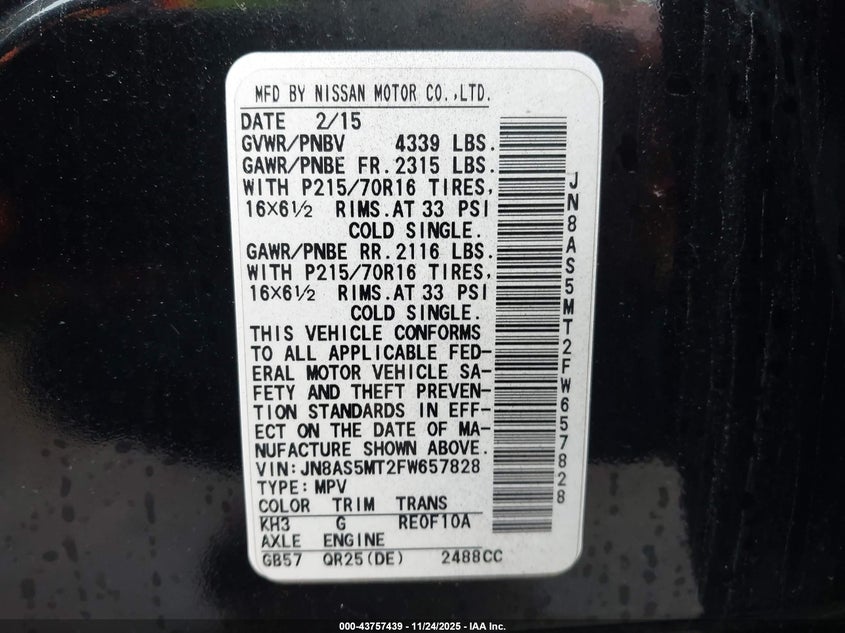 MFD BY NISSAN MOTOR CO.,LTD.
DATE 2/15
GVWR/PNBV 4339 LBS.
GAWR/PNBE FR. 2315 LBS.
WITH P215/70R16 TIRES,
16×6½ RIMS. AT 33 PSI
COLD SINGLE.
GAWR/PNBE RR. 2116 LBS.
WITH P215/70R16 TIRES,
16×6½ RIMS. AT 33 PSI
COLD SINGLE.
THIS VEHICLE CONFORMS
TO ALL APPLICABLE FED-
ERAL MOTOR VEHICLE SA-
FETY AND THEFT PREVEN-
TION STANDARDS IN EFF-
ECT ON THE DATE OF MA-
NUFACTURE SHOWN ABOVE.
VIN:JN8AS5MT2FW657828
TYPE:MPV
COLOR TRIM TRANS
KH3 G RE0F10A
AXLE ENGINE
GB57 QR25(DE) 2488CC
JN8AS5MT2FW657828
000-43757439 - 11/24/2025 - IAA Inc.